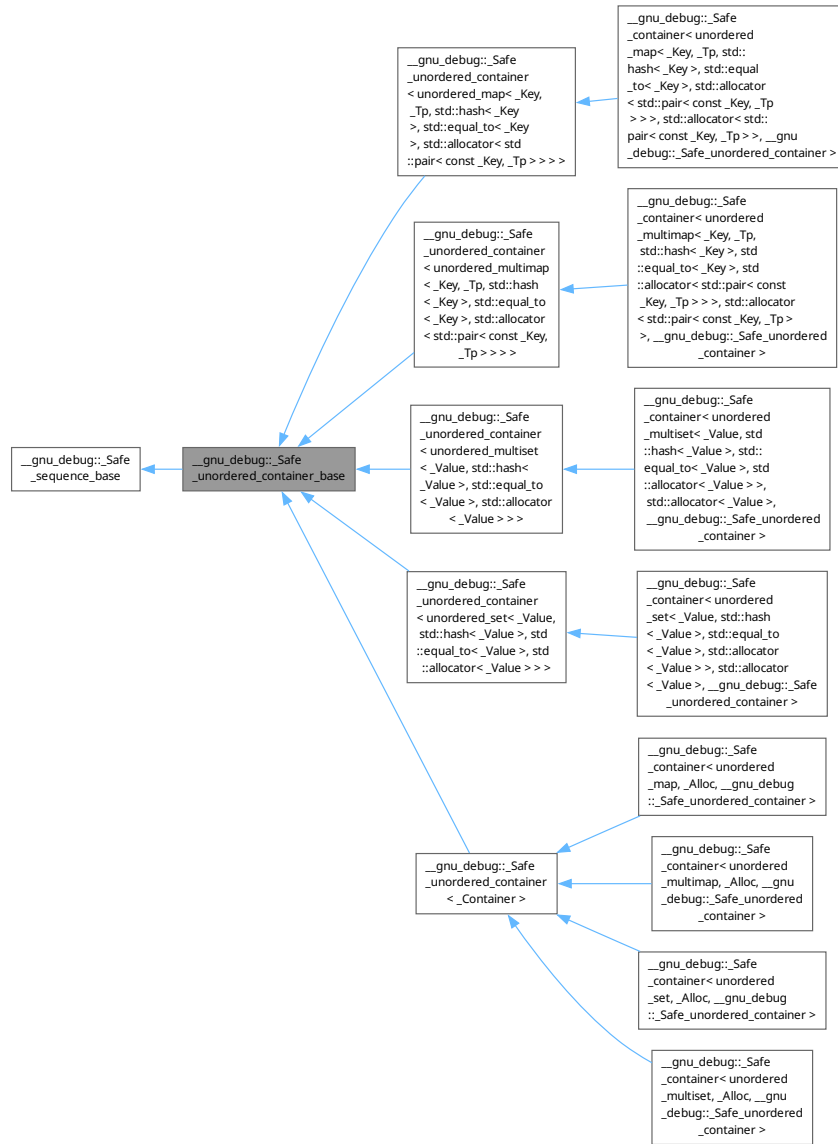 __gnu_debug::_Safe
_sequence_base
__gnu_debug::_Safe
_unordered_container_base
__gnu_debug::_Safe
_unordered_container
< unordered_map< _Key,
_Tp, std::hash< _Key
>, std::equal_to< _Key
>, std::allocator< std
::pair< const _Key, _Tp > > > >
__gnu_debug::_Safe
_container< unordered
_map< _Key, _Tp, std::
hash< _Key >, std::equal
_to< _Key >, std::allocator
< std::pair< const _Key, _Tp
> > >, std::allocator< std::
pair< const _Key, _Tp > >, __gnu
_debug::_Safe_unordered_container >
__gnu_debug::_Safe
_unordered_container
< unordered_multimap
< _Key, _Tp, std::hash
< _Key >, std::equal_to
< _Key >, std::allocator
< std::pair< const _Key,
_Tp > > > >
__gnu_debug::_Safe
_container< unordered
_multimap< _Key, _Tp,
std::hash< _Key >, std
::equal_to< _Key >, std
::allocator< std::pair< const
_Key, _Tp > > >, std::allocator
< std::pair< const _Key, _Tp >
>, __gnu_debug::_Safe_unordered
_container >
__gnu_debug::_Safe
_unordered_container
< unordered_multiset
< _Value, std::hash<
_Value >, std::equal_to
< _Value >, std::allocator
< _Value > > >
__gnu_debug::_Safe
_container< unordered
_multiset< _Value, std
::hash< _Value >, std::
equal_to< _Value >, std
::allocator< _Value > >,
std::allocator< _Value >,
__gnu_debug::_Safe_unordered
_container >
__gnu_debug::_Safe
_unordered_container
< unordered_set< _Value,
std::hash< _Value >, std
::equal_to< _Value >, std
::allocator< _Value > > >
__gnu_debug::_Safe
_container< unordered
_set< _Value, std::hash
< _Value >, std::equal_to
< _Value >, std::allocator
< _Value > >, std::allocator
< _Value >, __gnu_debug::_Safe
_unordered_container >
__gnu_debug::_Safe
_unordered_container
< _Container >
__gnu_debug::_Safe
_container< unordered
_map, _Alloc, __gnu_debug
::_Safe_unordered_container >
__gnu_debug::_Safe
_container< unordered
_multimap, _Alloc, __gnu
_debug::_Safe_unordered
_container >
__gnu_debug::_Safe
_container< unordered
_set, _Alloc, __gnu_debug
::_Safe_unordered_container >
__gnu_debug::_Safe
_container< unordered
_multiset, _Alloc, __gnu
_debug::_Safe_unordered
_container >